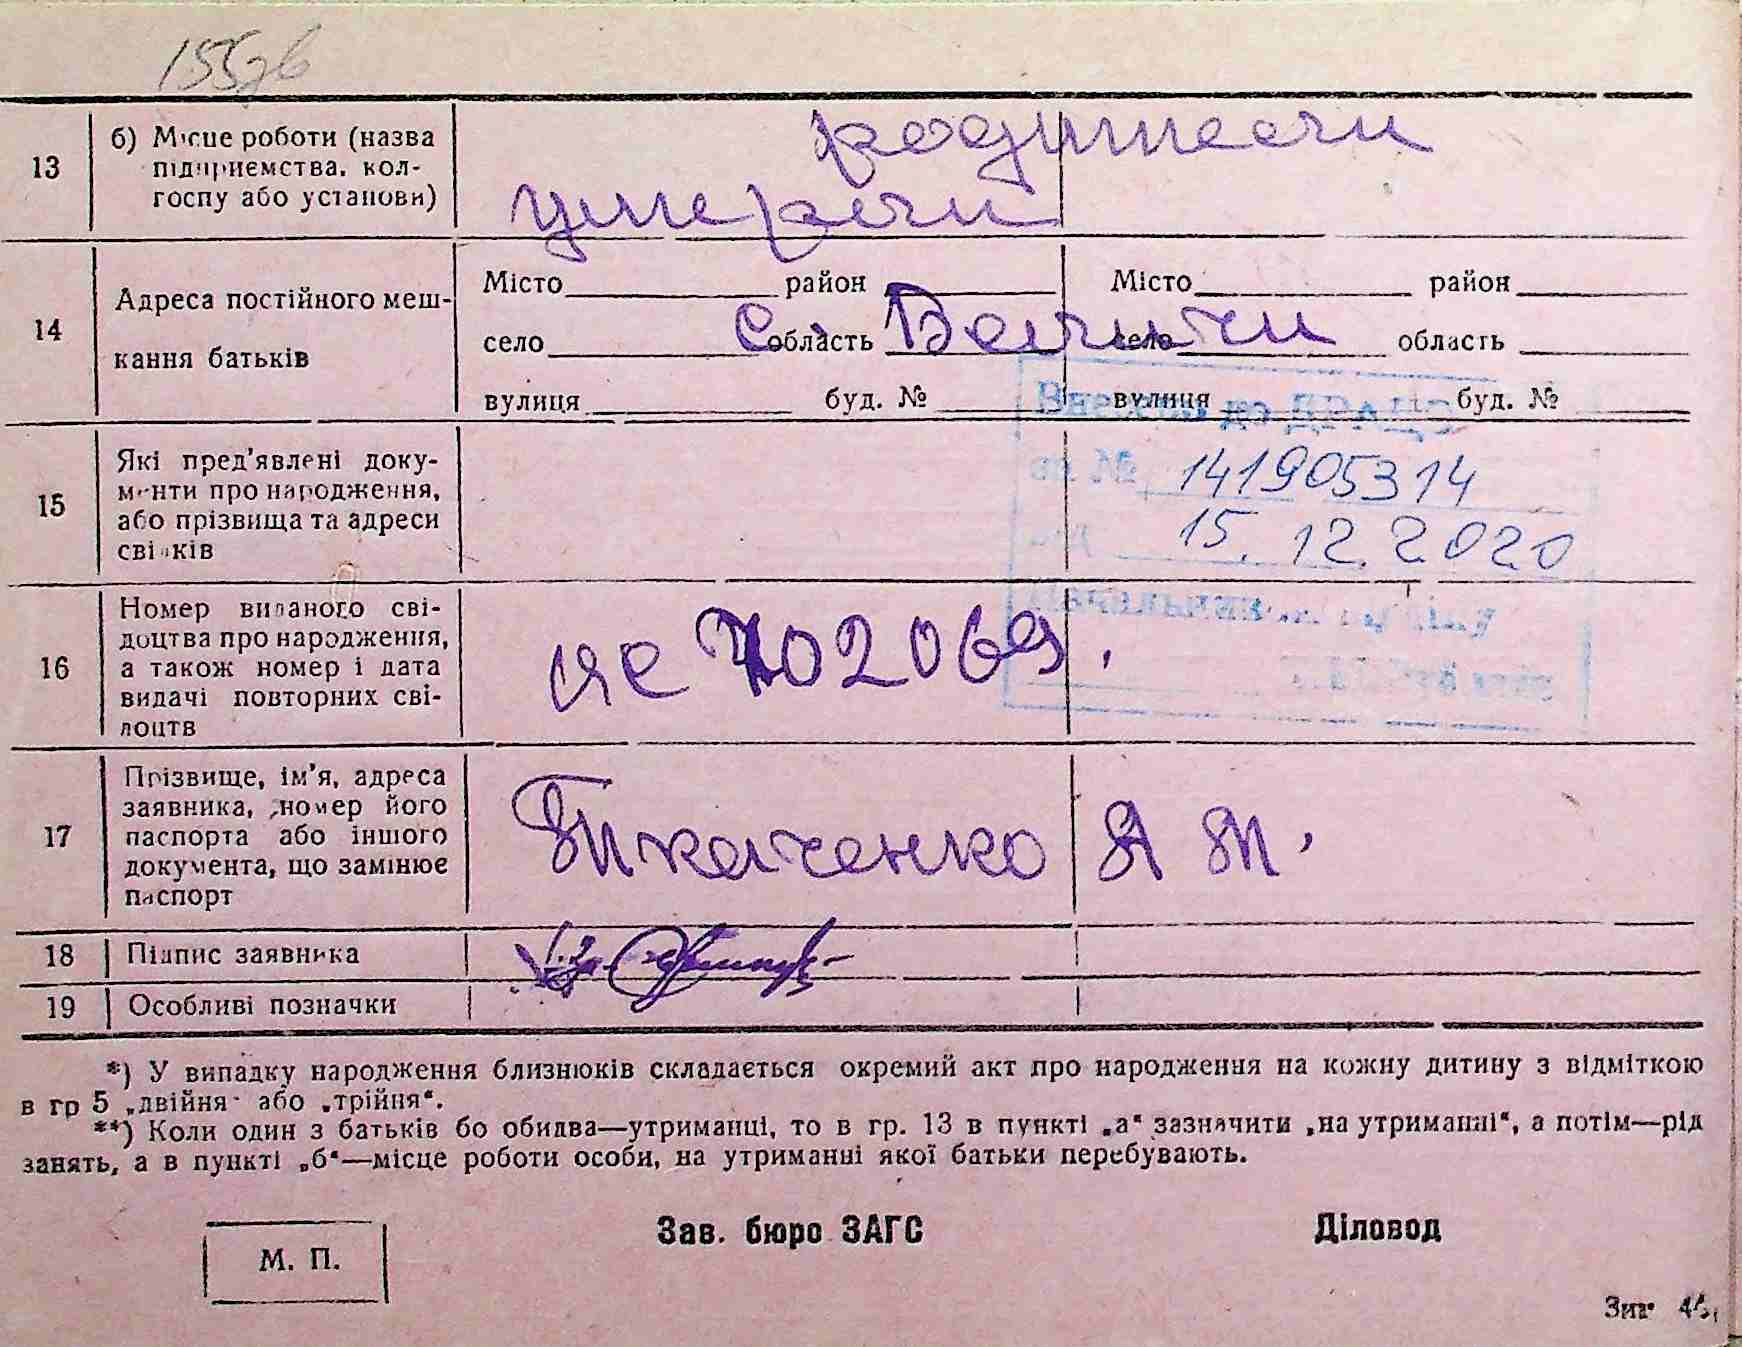 13
б) Місце роботи (назва
підприємства, кол-
госпу або установи)
родители
умерли
14
Адреса постійного меш-
кання батьків
Місто район
село область
вулиця буд. №
Місто район
село область
вулиця буд. №
с.
15
Які пред'явлені доку-
менти про народження,
або прізвища та адреси
свідків
до ДРАЦС
№ 141905314
15.12.2020
16
Номер виданого сві-
доцтва про народження,
а також номер і дата
видачі повторних сві-
доцтв
702069.
17
Прізвище, ім'я, адреса
заявника, номер його
паспорта або іншого
документа, що замінює
паспорт
Ткаченко А Т.
18
Підпис заявника
19
Особливі позначки
*) У випадку народження близнюків складається окремий акт про народження на кожну дитину з відміткою
в гр 5 „двійня“ або „трійня“.
**) Коли один з батьків бо обидва—утриманці, то в гр. 13 в пункті „а“ зазначити „на утриманні“, а потім—рід
занять, а в пункті „б“—місце роботи особи, на утриманні якої батьки перебувають.
М. П.
Зав. бюро ЗАГС
Діловод